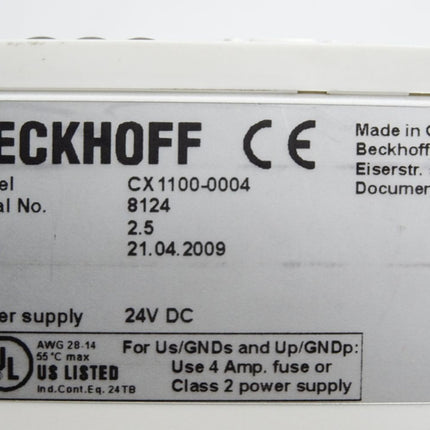 ECKHOFF CE
el CX1100-0004
al No. 8124
2.5
21.04.2009
er supply 24V DC
Made in G
Beckhoff
Eiserstr.
Documen
UL
AWG 28-14
55°C max
US LISTED
Ind.Cont.Eq. 24TB
For Us/GNDs and Up/GNDp:
Use 4 Amp. fuse or
Class 2 power supply